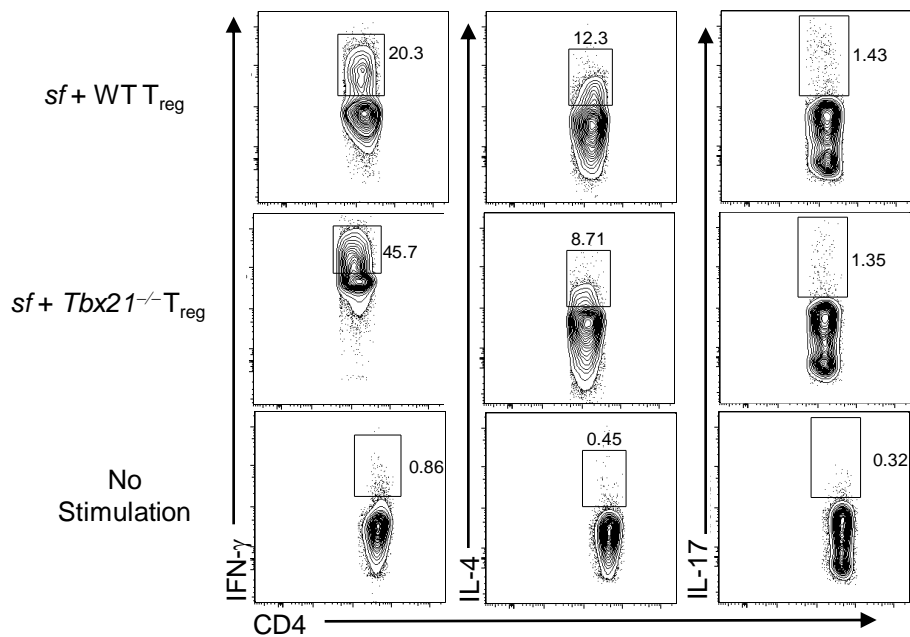 20.3
12.3
1.43
sf + WT Treg
45.7
8.71
1.35
sf + Tbx21–/–Treg
0.86
0.45
0.32
No
Stimulation
IFN-γ
IL-4
IL-17
CD4